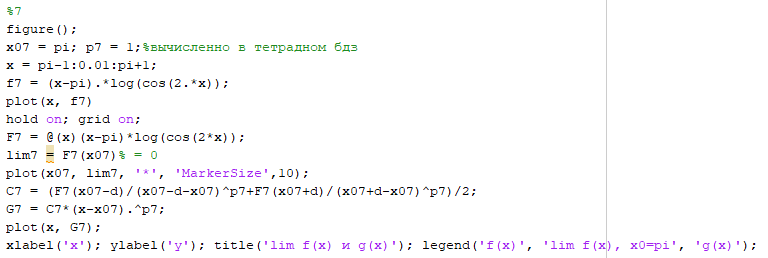 %7
figure();
x07 = pi; p7 = 1;%вычисленно в тетрадном бдз
x = pi-1:0.01:pi+1;
f7 = (x-pi).*log(cos(2.*x));
plot(x, f7)
hold on; grid on;
F7 = @(x)(x-pi)*log(cos(2*x));
lim7 = F7(x07)% = 0
plot(x07, lim7, '*', 'MarkerSize',10);
C7 = (F7(x07-d)/(x07-d-x07)^p7+F7(x07+d)/(x07+d-x07)^p7)/2;
G7 = C7*(x-x07).^p7;
plot(x, G7);
xlabel('x'); ylabel('y'); title('lim f(x) и g(x)'); legend('f(x)', 'lim f(x), x0=pi', 'g(x)');